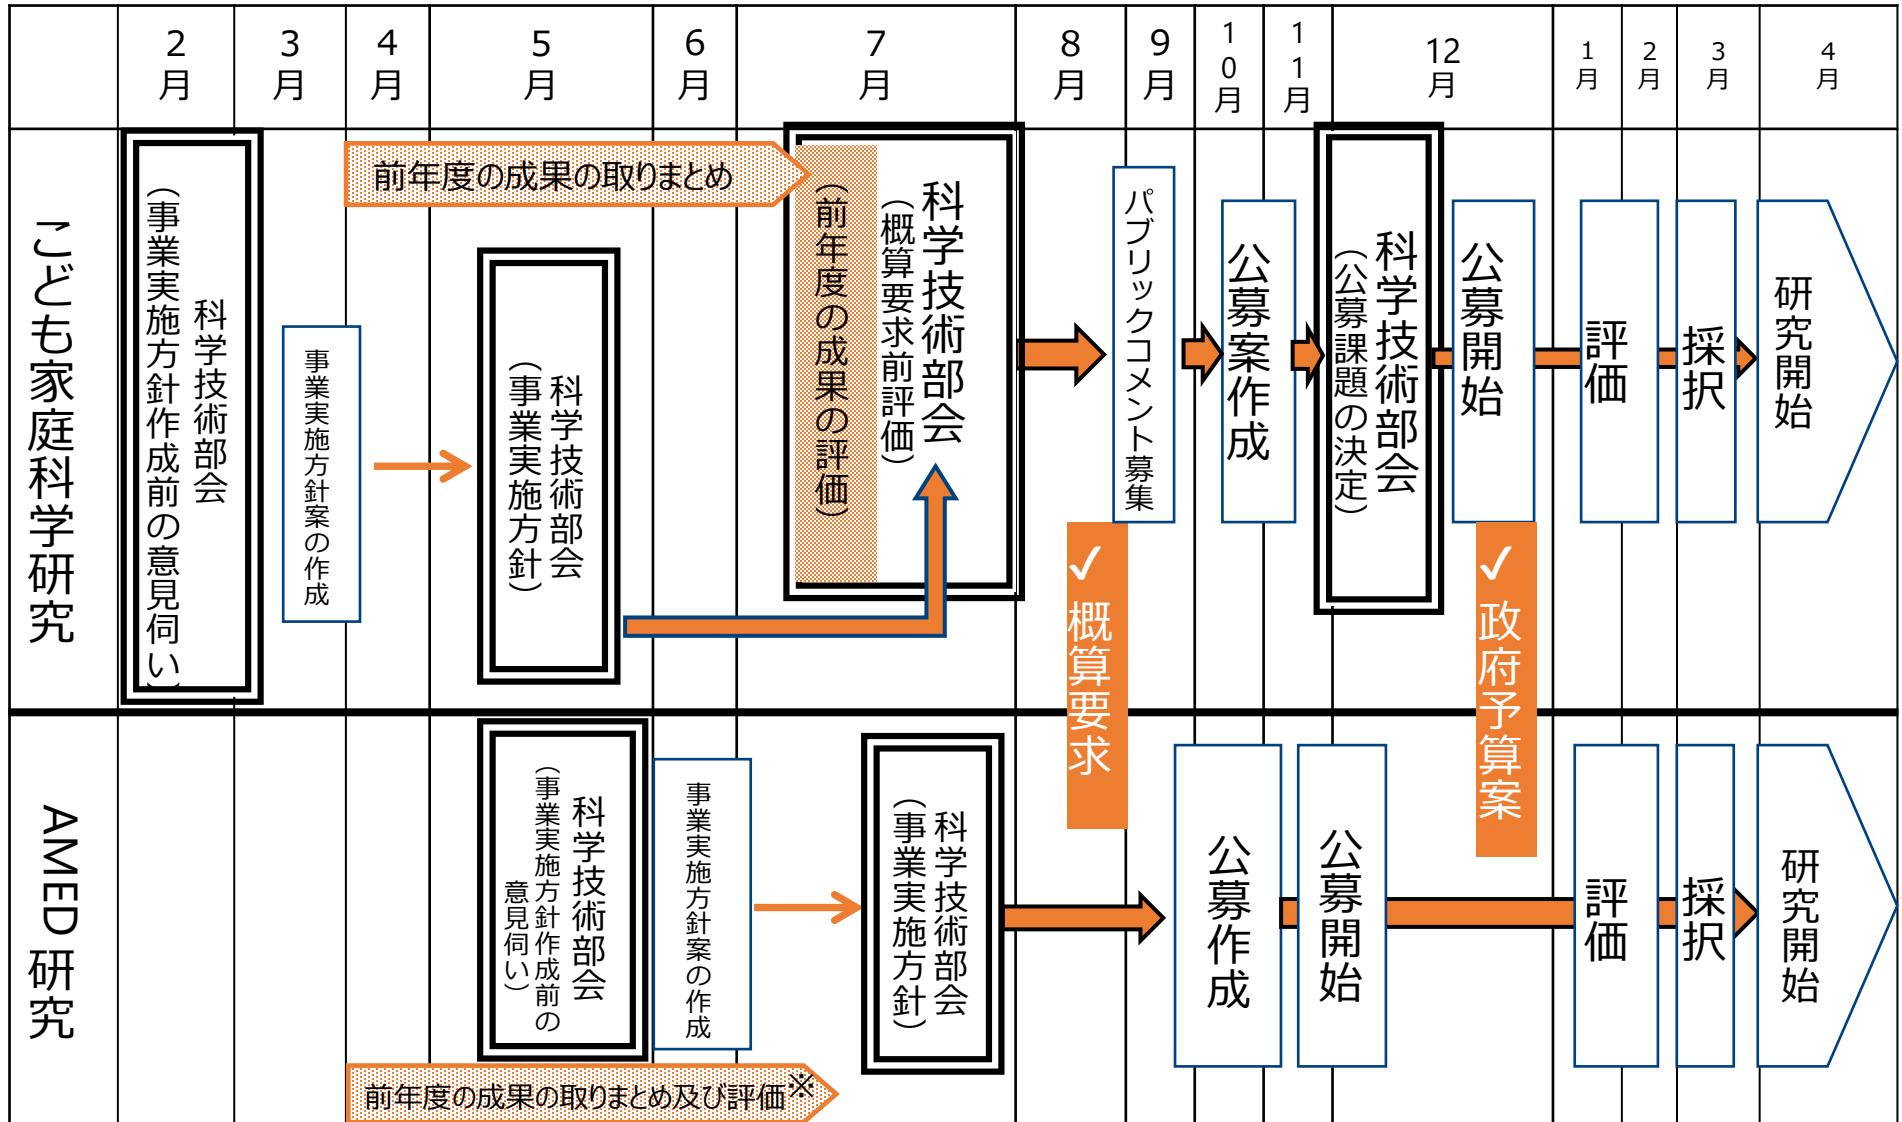 2月
3月
4月
5月
6月
7月
8月
9月
10月
11月
12月
1月
2月
3月
4月
こども家庭科学研究
科学技術部会
（事業実施方針作成前の意見伺い）
事業実施方針案の作成
前年度の成果の取りまとめ
科学技術部会
（事業実施方針）
科学技術部会
（概算要求前評価）
（前年度の成果の評価）
パブリックコメント募集
公募案作成
科学技術部会
（公募課題の決定）
公募開始
評価
採択
研究開始
✓概算要求
✓政府予算案
AMED 研究
科学技術部会
（事業実施方針作成前の
意見伺い）
事業実施方針案の作成
科学技術部会
（事業実施方針）
公募作成
公募開始
評価
採択
研究開始
前年度の成果の取りまとめ及び評価※